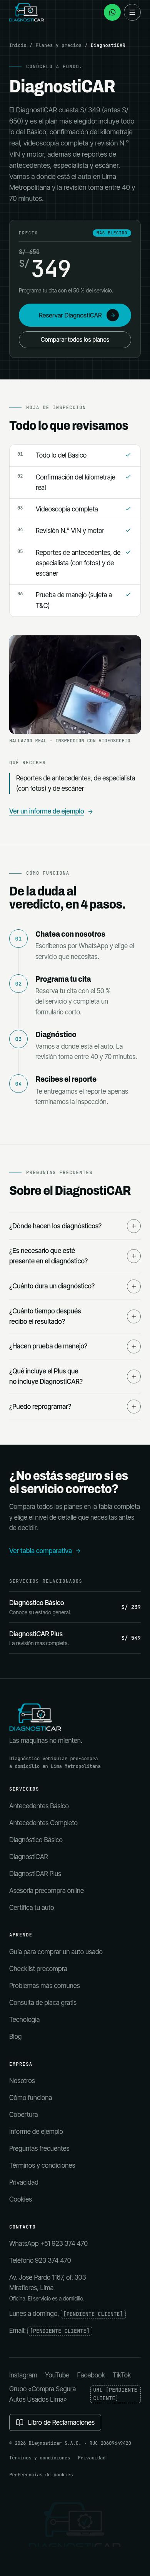 DIAGNOSTICAR
Inicio / Planes y precios / DiagnostiCAR
CONÓCELO A FONDO.
DiagnostiCAR
El DiagnostiCAR cuesta S/ 349 (antes S/
650) y es el plan más elegido: incluye todo
lo del Básico, confirmación del kilometraje
real, videoscopia completa y revisión N.°
VIN y motor, además de reportes de
antecedentes, especialista y escáner.
Vamos a donde está el auto en Lima
Metropolitana y la revisión toma entre 40 y
70 minutos.
PRECIO
MÁS ELEGIDO
S/ 650
S/349
Programa tu cita con el 50 % del servicio.
Reservar DiagnostiCAR
Comparar todos los planes
HOJA DE INSPECCIÓN
Todo lo que revisamos
01 Todo lo del Básico
02 Confirmación del kilometraje
real
03 Videoscopia completa
04 Revisión N.° VIN y motor
05 Reportes de antecedentes, de
especialista (con fotos) y de
escáner
06 Prueba de manejo (sujeta a
T&C)
HALLAZGO REAL · INSPECCIÓN CON VIDEOSCOPIO
QUÉ RECIBES
Reportes de antecedentes, de especialista
(con fotos) y de escáner
Ver un informe de ejemplo
CÓMO FUNCIONA
De la duda al
veredicto, en 4 pasos.
01 Chatea con nosotros
Escríbenos por WhatsApp y elige el
servicio que necesitas.
02 Programa tu cita
Reserva tu cita con el 50 %
del servicio y completa un
formulario corto.
03 Diagnóstico
Vamos a donde está el auto. La
revisión toma entre 40 y 70 minutos.
04 Recibes el reporte
Te entregamos el reporte apenas
terminamos la inspección.
PREGUNTAS FRECUENTES
Sobre el DiagnostiCAR
¿Dónde hacen los diagnósticos?
¿Es necesario que esté
presente en el diagnóstico?
¿Cuánto dura un diagnóstico?
¿Cuánto tiempo después
recibo el resultado?
¿Hacen prueba de manejo?
¿Qué incluye el Plus que
no incluye DiagnostiCAR?
¿Puedo reprogramar?
¿No estás seguro si es
el servicio correcto?
Compara todos los planes en la tabla completa
y elige el nivel de detalle que necesitas antes
de decidir.
Ver tabla comparativa
SERVICIOS RELACIONADOS
Diagnóstico Básico
Conoce su estado general.
S/ 239
DiagnostiCAR Plus
La revisión más completa.
S/ 549
DIAGNOSTICAR
Las máquinas no mienten.
Diagnóstico vehicular pre-compra
a domicilio en Lima Metropolitana
SERVICIOS
Antecedentes Básico
Antecedentes Completo
Diagnóstico Básico
DiagnostiCAR
DiagnostiCAR Plus
Asesoría precompra online
Certifica tu auto
APRENDE
Guía para comprar un auto usado
Checklist precompra
Problemas más comunes
Consulta de placa gratis
Tecnología
Blog
EMPRESA
Nosotros
Cómo funciona
Cobertura
Informe de ejemplo
Preguntas frecuentes
Términos y condiciones
Privacidad
Cookies
CONTACTO
WhatsApp +51 923 374 470
Teléfono 923 374 470
Av. José Pardo 1167, of. 303
Miraflores, Lima
Oficina. El servicio es a domicilio.
Lunes a domingo, [PENDIENTE CLIENTE]
Email: [PENDIENTE CLIENTE]
Instagram YouTube Facebook TikTok
Grupo «Compra Segura
Autos Usados Lima»
URL [PENDIENTE
CLIENTE]
Libro de Reclamaciones
© 2026 Diagnosticar S.A.C. · RUC 20609649420
Términos y condiciones Privacidad
Preferencias de cookies